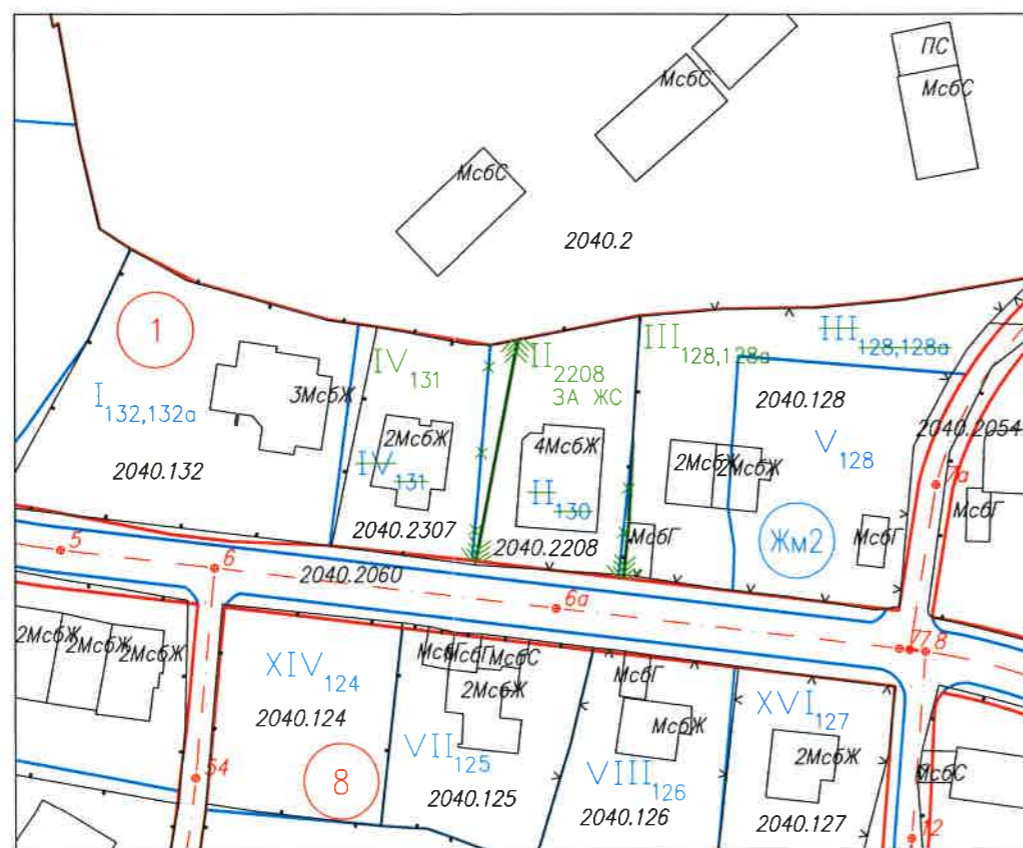 ПС
МсбС
МсбС
МсбС
2040.2
1
IV 131
II 2208
ЗА ЖС
III 128,128а
III 128,128а
I 132,132а
3МсбЖ
2МсбЖ
4МсбЖ
2040.128
2040.2054
V 128
2МсбЖ
2МсбЖ
IV 131
II 130
2040.132
7а
МсбГ
2040.2307
2040.2208
МсбГ
Жм2
МсбГ
5
6
2040.2060
6а
77
8
2МсбЖ
2МсбЖ
2МсбЖ
МсбГ
МсбГ
МсбС
XIV 124
МсбГ
2МсбЖ
2040.124
МсбЖ
XVI 127
VII 125
2МсбЖ
54
8
VIII 126
МсбС
2040.125
2040.126
2040.127
12